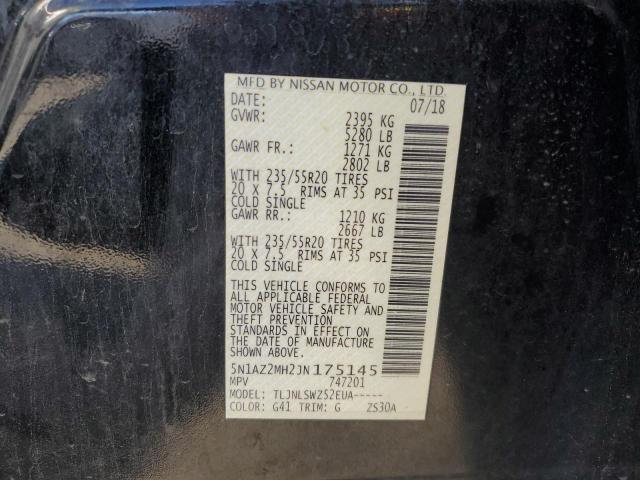 MFD BY NISSAN MOTOR CO., LTD.
DATE: 07/18
GVWR: 2395 KG
5280 LB
GAWR FR.: 1271 KG
2802 LB
WITH 235/55R20 TIRES
20 X 7.5 RIMS AT 35 PSI
COLD SINGLE
GAWR RR.: 1210 KG
2667 LB
WITH 235/55R20 TIRES
20 X 7.5 RIMS AT 35 PSI
COLD SINGLE
THIS VEHICLE CONFORMS TO
ALL APPLICABLE FEDERAL
MOTOR VEHICLE SAFETY AND
THEFT PREVENTION
STANDARDS IN EFFECT ON
THE DATE OF MANUFACTURE
SHOWN ABOVE.
5N1AZ2MH2JN175145
MPV 747201
MODEL: TLJNLSWZ52EUA-----
COLOR: G41 TRIM: G ZS30A